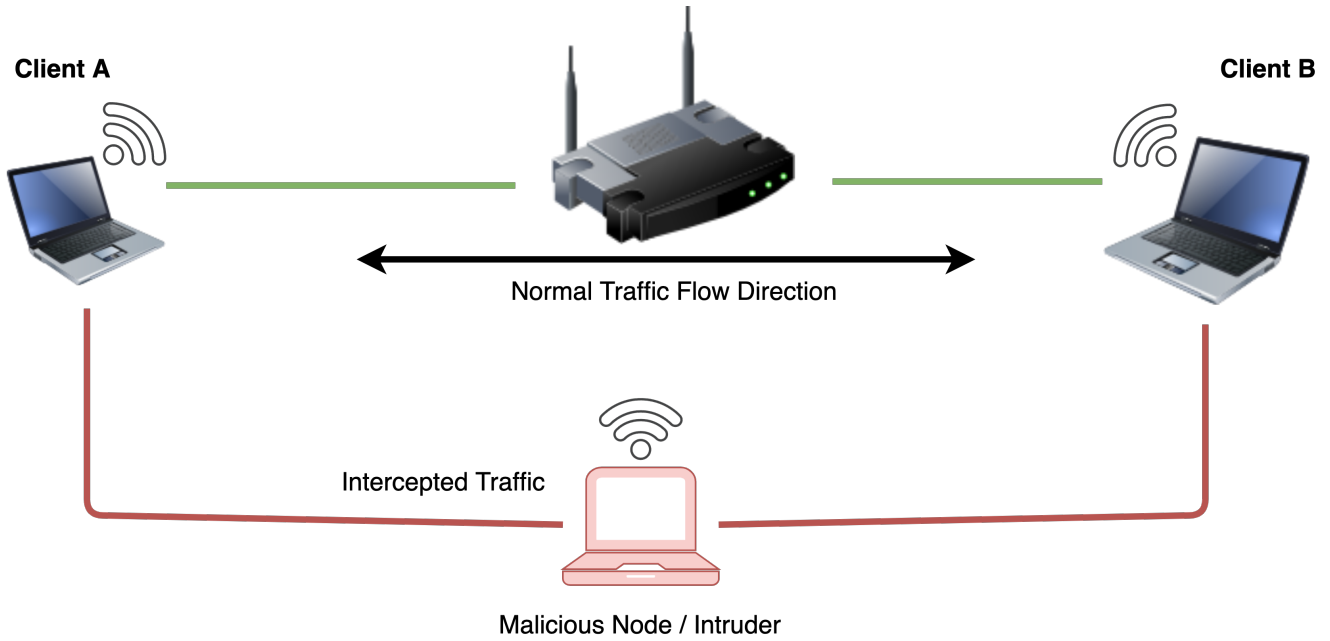 Client A
Client B
Normal Traffic Flow Direction
Intercepted Traffic
Malicious Node / Intruder